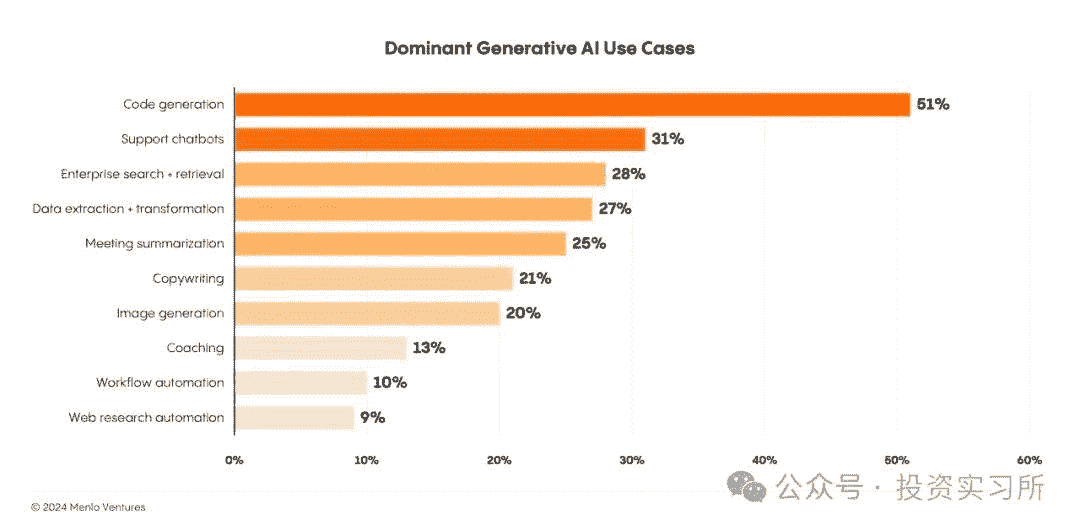 Dominant Generative AI Use Cases
Code generation 51%
Support chatbots 31%
Enterprise search + retrieval 28%
Data extraction + transformation 27%
Meeting summarization 25%
Copywriting 21%
Image generation 20%
Coaching 13%
Workflow automation 10%
Web research automation 9%
0% 10% 20% 30% 40% 50% 60%
公众号 · 投资实习所
© 2024 Menlo Ventures